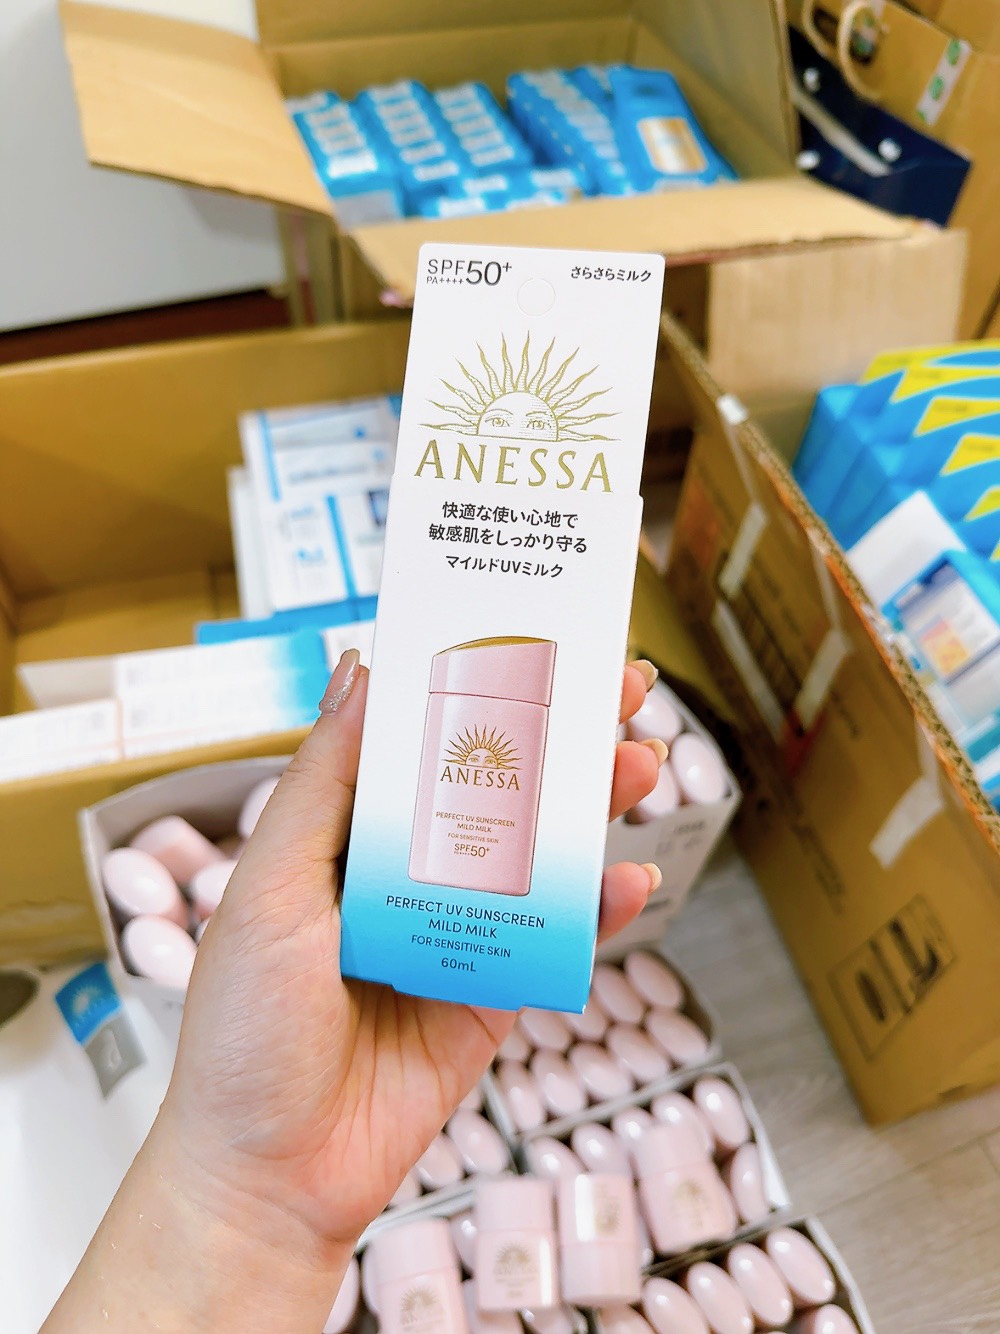 SPF50+
PA++++
さらさらミルク
ANESSA
快適な使い心地で
敏感肌をしっかり守る
マイルドUVミルク
ANESSA
PERFECT UV SUNSCREEN
MILD MILK
FOR SENSITIVE SKIN
SPF50+
PA++++
PERFECT UV SUNSCREEN
MILD MILK
FOR SENSITIVE SKIN
60mL